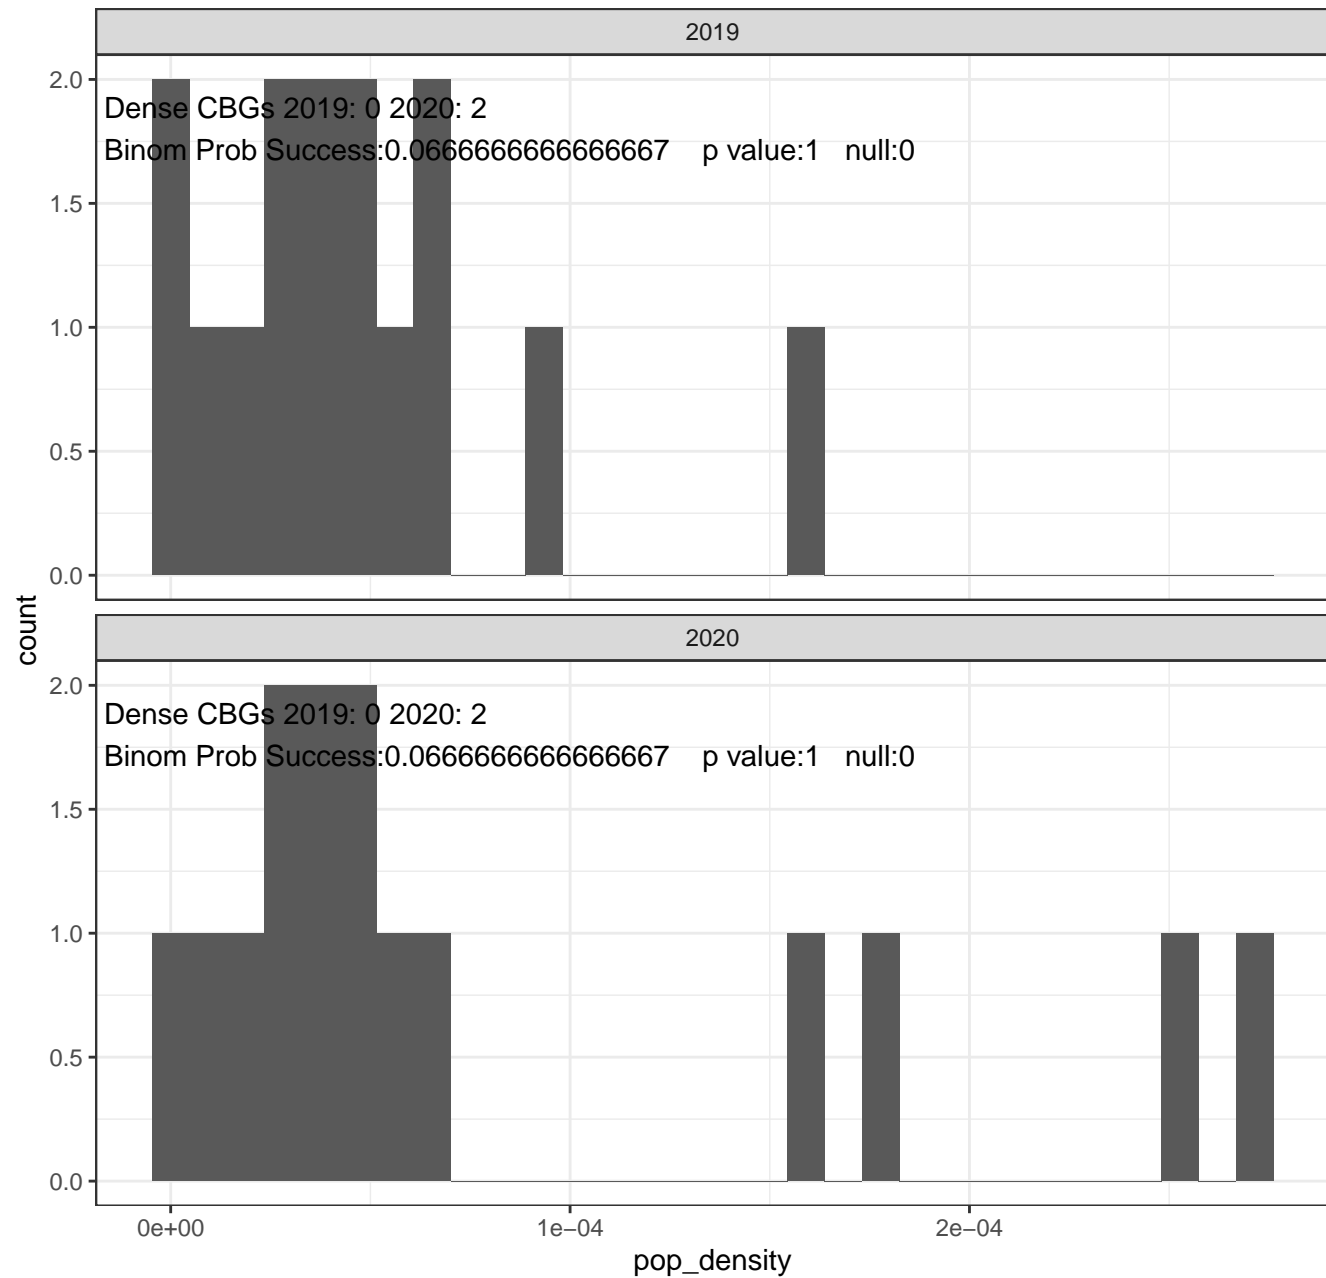 2019
2.0
Dense CBGs 2019: 0 2020: 2
Binom Prob Success:0.0666666666666667 p value:1 null:0
1.5
1.0
0.5
0.0
count
2020
2.0
Dense CBGs 2019: 0 2020: 2
Binom Prob Success:0.0666666666666667 p value:1 null:0
1.5
1.0
0.5
0.0
0e+00 1e−04 2e−04
pop_density